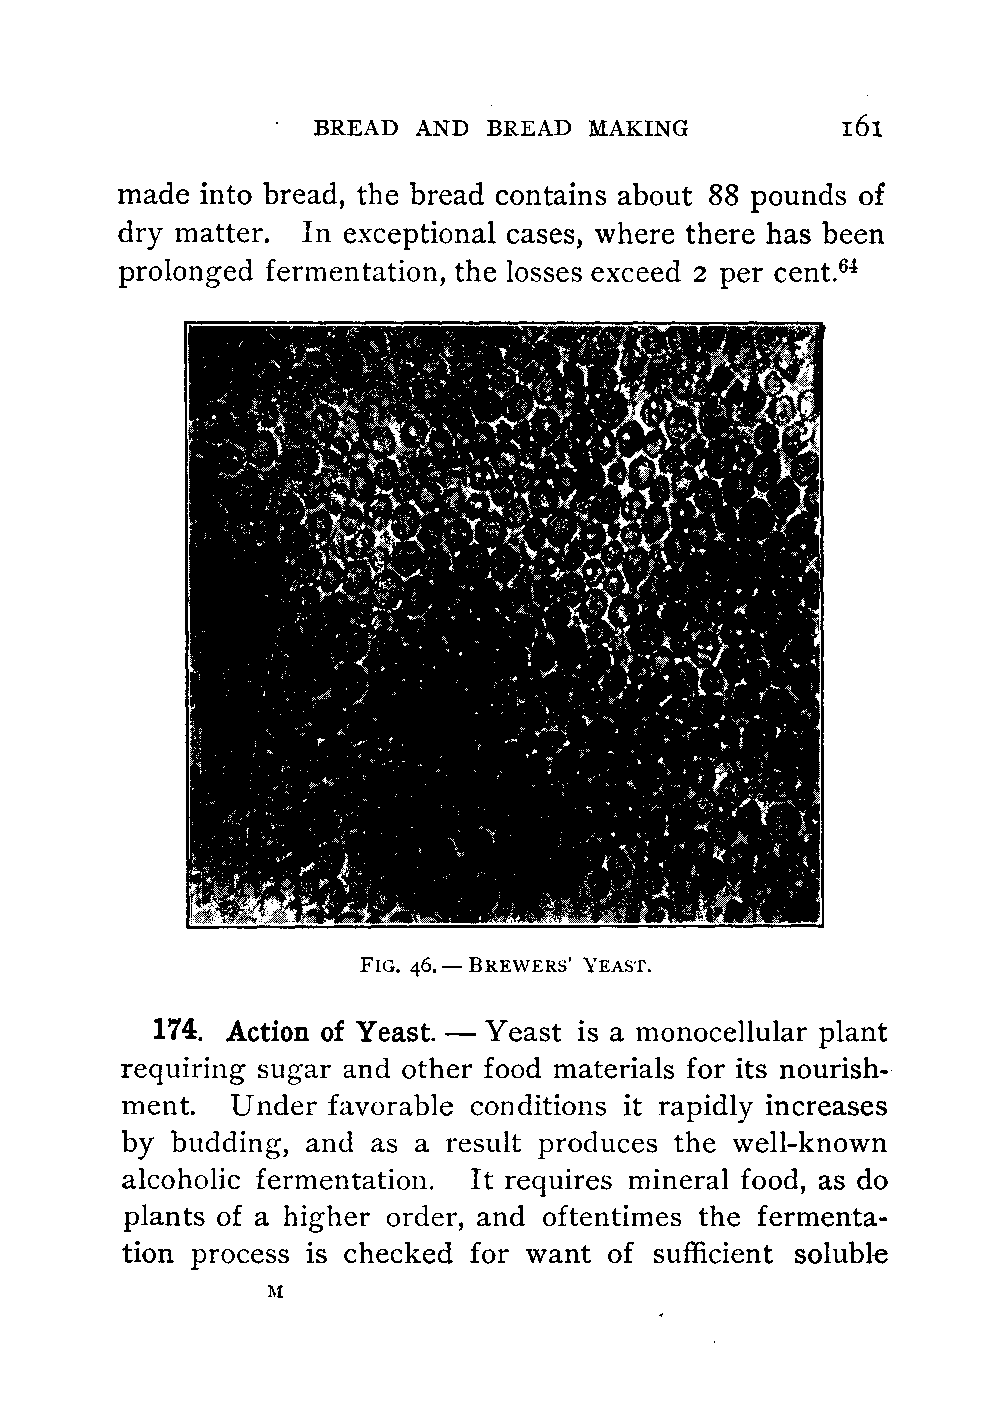 BREAD AND BREAD MAKING 161
made into bread, the bread contains about 88 pounds of
dry matter. In exceptional cases, where there has been
prolonged fermentation, the losses exceed 2 per cent.⁶⁴
FIG. 46. — BREWERS' YEAST.
174. Action of Yeast. — Yeast is a monocellular plant
requiring sugar and other food materials for its nourish-
ment. Under favorable conditions it rapidly increases
by budding, and as a result produces the well-known
alcoholic fermentation. It requires mineral food, as do
plants of a higher order, and oftentimes the fermenta-
tion process is checked for want of sufficient soluble
M